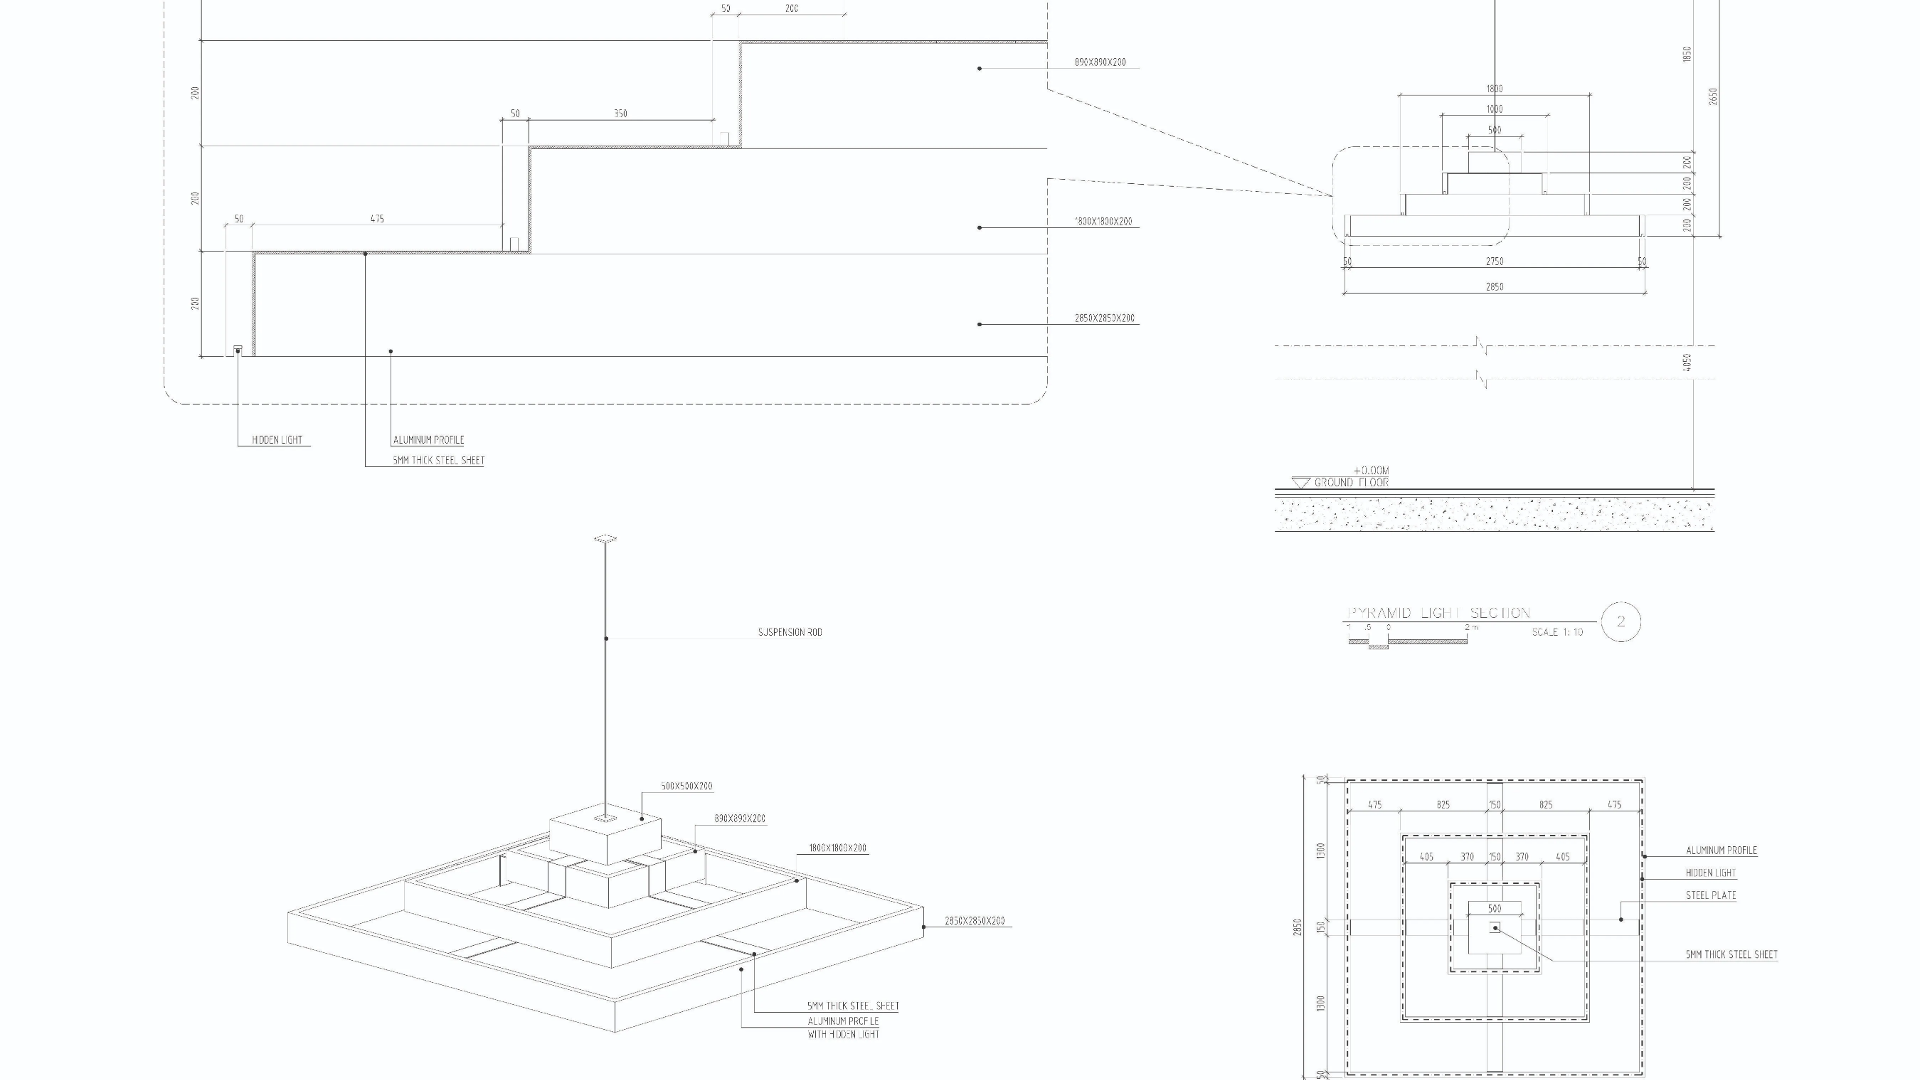 50
200
200
890X890X200
50
350
200
50
475
1830X1830X200
200
2850X2850X200
HIDDEN LIGHT
ALUMINUM PROFILE
5MM THICK STEEL SHEET
1850
2650
1800
1000
500
200
200
200
200
50
2750
50
2850
4050
+0.00M
GROUND FLOOR
PYRAMID LIGHT SECTION
2
1 .5 0 2m
SCALE 1: 10
SUSPENSION ROD
500X500X200
890X890X200
1800X1800X200
2850X2850X200
5MM THICK STEEL SHEET
ALUMINUM PROFILE
WITH HIDDEN LIGHT
50
475 825 150 825 475
1300
405 370 150 370 405
500
150
2850
1300
50
ALUMINUM PROFILE
HIDDEN LIGHT
STEEL PLATE
5MM THICK STEEL SHEET